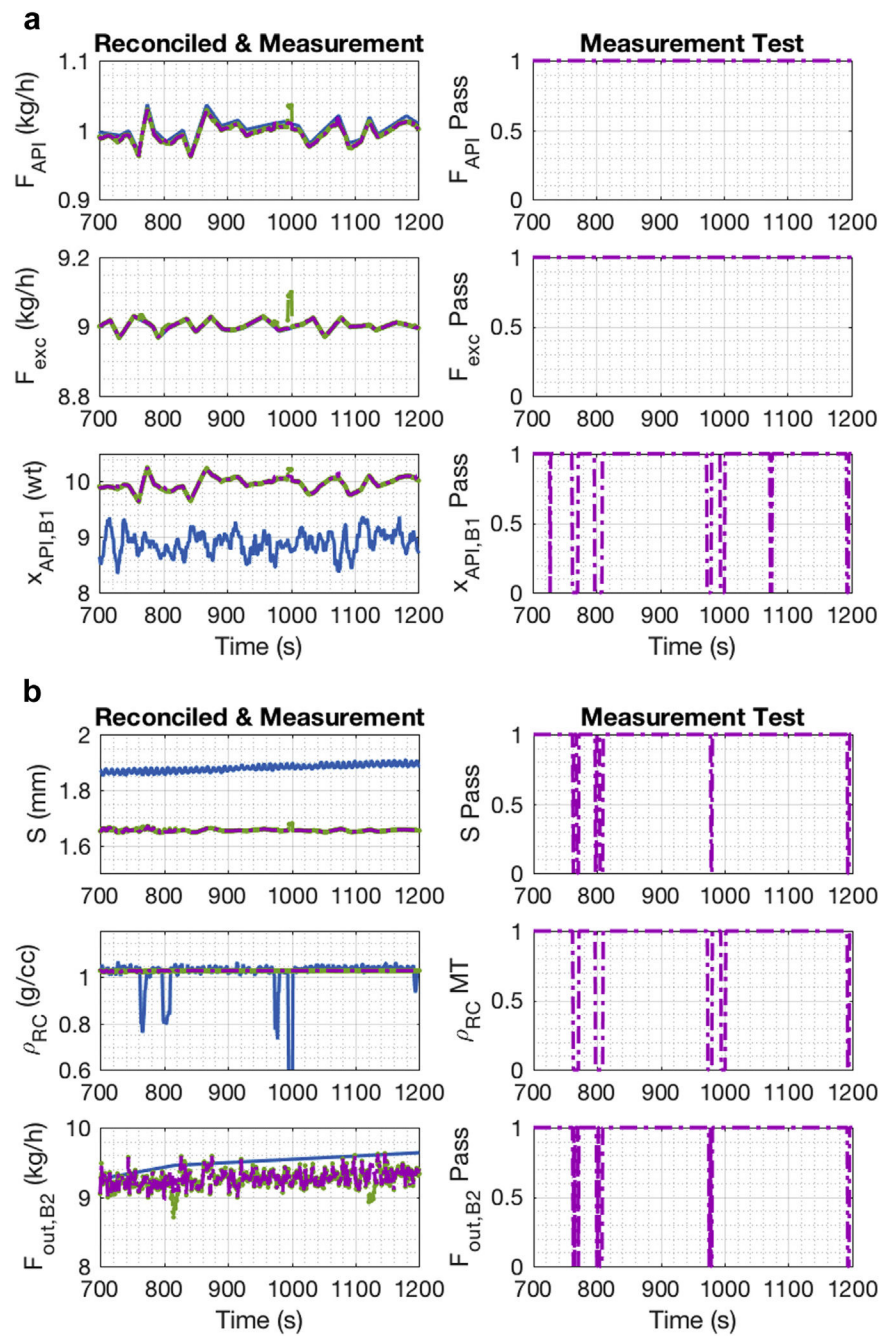 a
Reconciled & Measurement
Measurement Test
F_API (kg/h)
1.1
1
0.9
700 800 900 1000 1100 1200
F_API Pass
1
0.5
0
700 800 900 1000 1100 1200
F_exc (kg/h)
9.2
9
8.8
700 800 900 1000 1100 1200
F_exc Pass
1
0.5
0
700 800 900 1000 1100 1200
x_API,B1 (wt)
10
9
8
700 800 900 1000 1100 1200
Time (s)
x_API,B1 Pass
1
0.5
0
700 800 900 1000 1100 1200
Time (s)
b
Reconciled & Measurement
Measurement Test
S (mm)
2
1.8
1.6
700 800 900 1000 1100 1200
S Pass
1
0.5
0
700 800 900 1000 1100 1200
ρ_RC (g/cc)
1
0.8
0.6
700 800 900 1000 1100 1200
ρ_RC MT
1
0.5
0
700 800 900 1000 1100 1200
F_out,B2 (kg/h)
10
9
8
700 800 900 1000 1100 1200
Time (s)
F_out,B2 Pass
1
0.5
0
700 800 900 1000 1100 1200
Time (s)